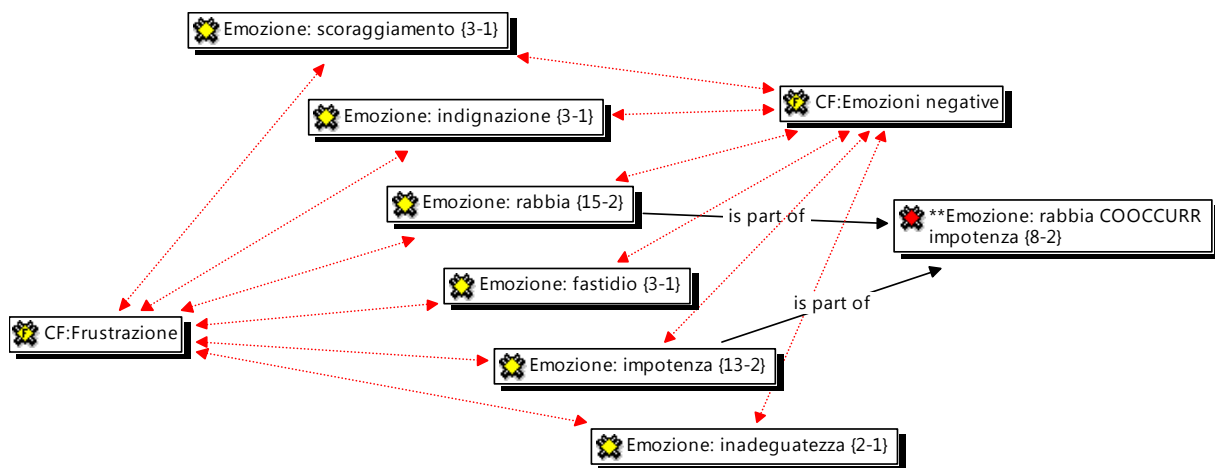 Emozione: scoraggiamento {3-1}
CF:Emozioni negative
Emozione: indignazione {3-1}
Emozione: rabbia {15-2}
is part of
**Emozione: rabbia COOCCURR
impotenza {8-2}
Emozione: fastidio {3-1}
is part of
CF:Frustrazione
Emozione: impotenza {13-2}
Emozione: inadeguatezza {2-1}